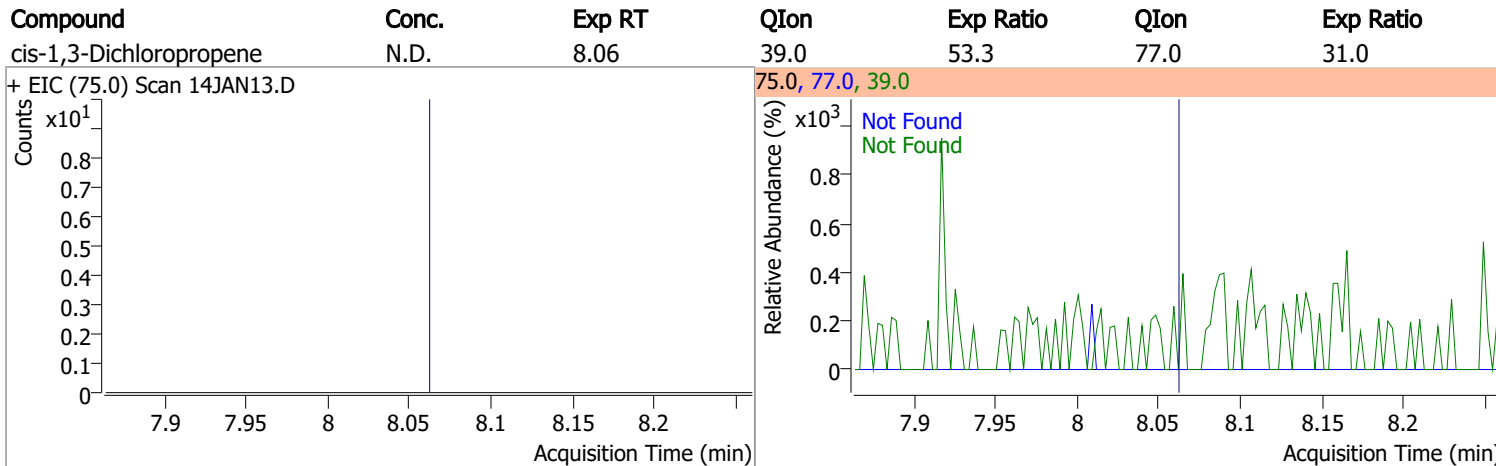 Compound Conc. Exp RT QIon Exp Ratio QIon Exp Ratio
cis-1,3-Dichloropropene N.D. 8.06 39.0 53.3 77.0 31.0
+ EIC (75.0) Scan 14JAN13.D
Counts
x10^1
0.8
0.7
0.6
0.5
0.4
0.3
0.2
0.1
0
7.9 7.95 8 8.05 8.1 8.15 8.2
Acquisition Time (min)
75.0, 77.0, 39.0
Relative Abundance (%)
x10^3
Not Found
Not Found
0.8
0.6
0.4
0.2
0
7.9 7.95 8 8.05 8.1 8.15 8.2
Acquisition Time (min)